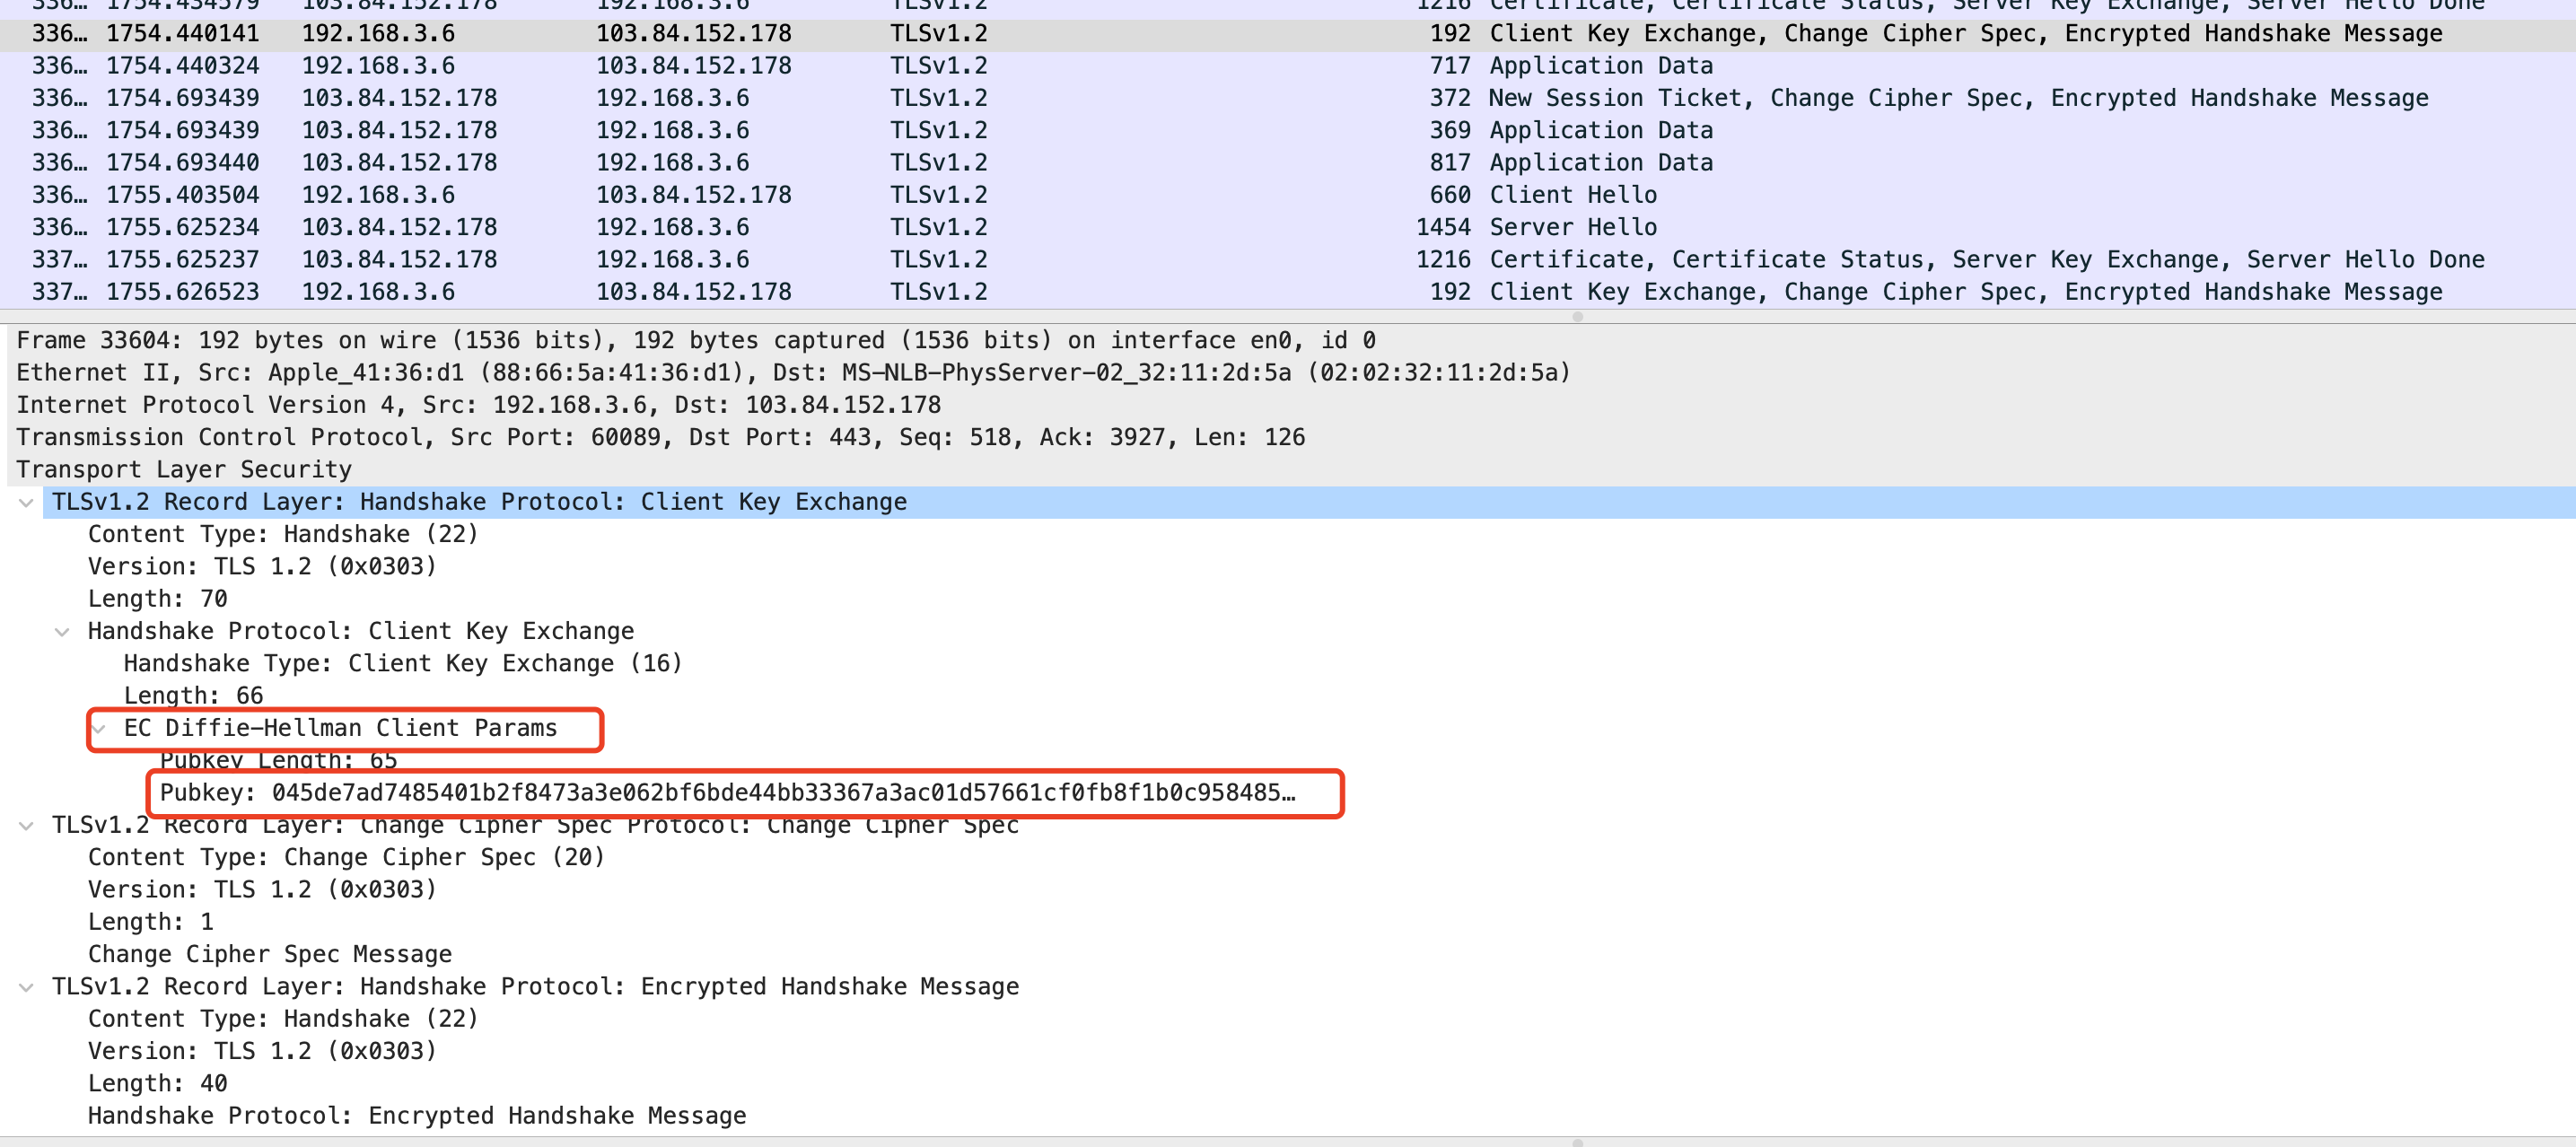 336… 1754.434579 103.84.152.178 192.168.3.6 TLSv1.2 1216 Certificate, Certificate Status, Server Key Exchange, Server Hello Done
336… 1754.440141 192.168.3.6 103.84.152.178 TLSv1.2 192 Client Key Exchange, Change Cipher Spec, Encrypted Handshake Message
336… 1754.440324 192.168.3.6 103.84.152.178 TLSv1.2 717 Application Data
336… 1754.693439 103.84.152.178 192.168.3.6 TLSv1.2 372 New Session Ticket, Change Cipher Spec, Encrypted Handshake Message
336… 1754.693439 103.84.152.178 192.168.3.6 TLSv1.2 369 Application Data
336… 1754.693440 103.84.152.178 192.168.3.6 TLSv1.2 817 Application Data
336… 1755.403504 192.168.3.6 103.84.152.178 TLSv1.2 660 Client Hello
336… 1755.625234 103.84.152.178 192.168.3.6 TLSv1.2 1454 Server Hello
337… 1755.625237 103.84.152.178 192.168.3.6 TLSv1.2 1216 Certificate, Certificate Status, Server Key Exchange, Server Hello Done
337… 1755.626523 192.168.3.6 103.84.152.178 TLSv1.2 192 Client Key Exchange, Change Cipher Spec, Encrypted Handshake Message
Frame 33604: 192 bytes on wire (1536 bits), 192 bytes captured (1536 bits) on interface en0, id 0
Ethernet II, Src: Apple_41:36:d1 (88:66:5a:41:36:d1), Dst: MS-NLB-PhysServer-02_32:11:2d:5a (02:02:32:11:2d:5a)
Internet Protocol Version 4, Src: 192.168.3.6, Dst: 103.84.152.178
Transmission Control Protocol, Src Port: 60089, Dst Port: 443, Seq: 518, Ack: 3927, Len: 126
Transport Layer Security
TLSv1.2 Record Layer: Handshake Protocol: Client Key Exchange
Content Type: Handshake (22)
Version: TLS 1.2 (0x0303)
Length: 70
Handshake Protocol: Client Key Exchange
Handshake Type: Client Key Exchange (16)
Length: 66
EC Diffie-Hellman Client Params
Pubkey Length: 65
Pubkey: 045de7ad7485401b2f8473a3e062bf6bde44bb33367a3ac01d57661cf0fb8f1b0c958485…
TLSv1.2 Record Layer: Change Cipher Spec Protocol: Change Cipher Spec
Content Type: Change Cipher Spec (20)
Version: TLS 1.2 (0x0303)
Length: 1
Change Cipher Spec Message
TLSv1.2 Record Layer: Handshake Protocol: Encrypted Handshake Message
Content Type: Handshake (22)
Version: TLS 1.2 (0x0303)
Length: 40
Handshake Protocol: Encrypted Handshake Message